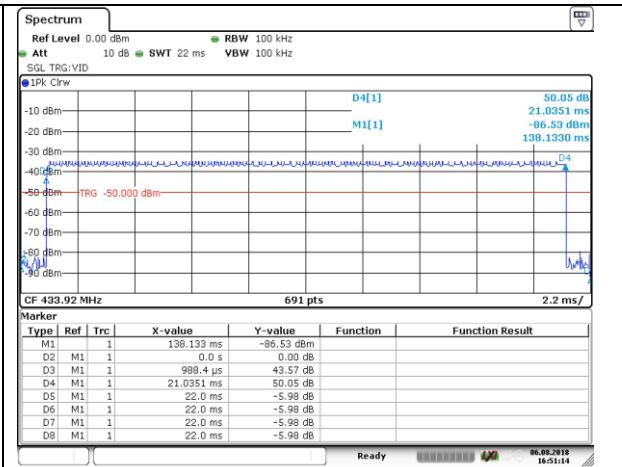 Spectrum
Ref Level 0.00 dBm RBW 100 kHz
Att 10 dB SWT 22 ms VBW 100 kHz
SGL TRG:VID
1Pk Clrw
D4[1] 50.05 dB
21.0351 ms
M1[1] -86.53 dBm
138.1330 ms
-10 dBm
-20 dBm
-30 dBm
D4
-40 dBm
-50 dBm TRG -50.000 dBm
-60 dBm
-70 dBm
-80 dBm
-90 dBm
CF 433.92 MHz 691 pts 2.2 ms/
Marker
Type Ref Trc X-value Y-value Function Function Result
M1 1 138.133 ms -86.53 dBm
D2 M1 1 0.0 s 0.00 dB
D3 M1 1 988.4 µs 43.57 dB
D4 M1 1 21.0351 ms 50.05 dB
D5 M1 1 22.0 ms -5.98 dB
D6 M1 1 22.0 ms -5.98 dB
D7 M1 1 22.0 ms -5.98 dB
D8 M1 1 22.0 ms -5.98 dB
Ready 06.08.2018
16:51:14